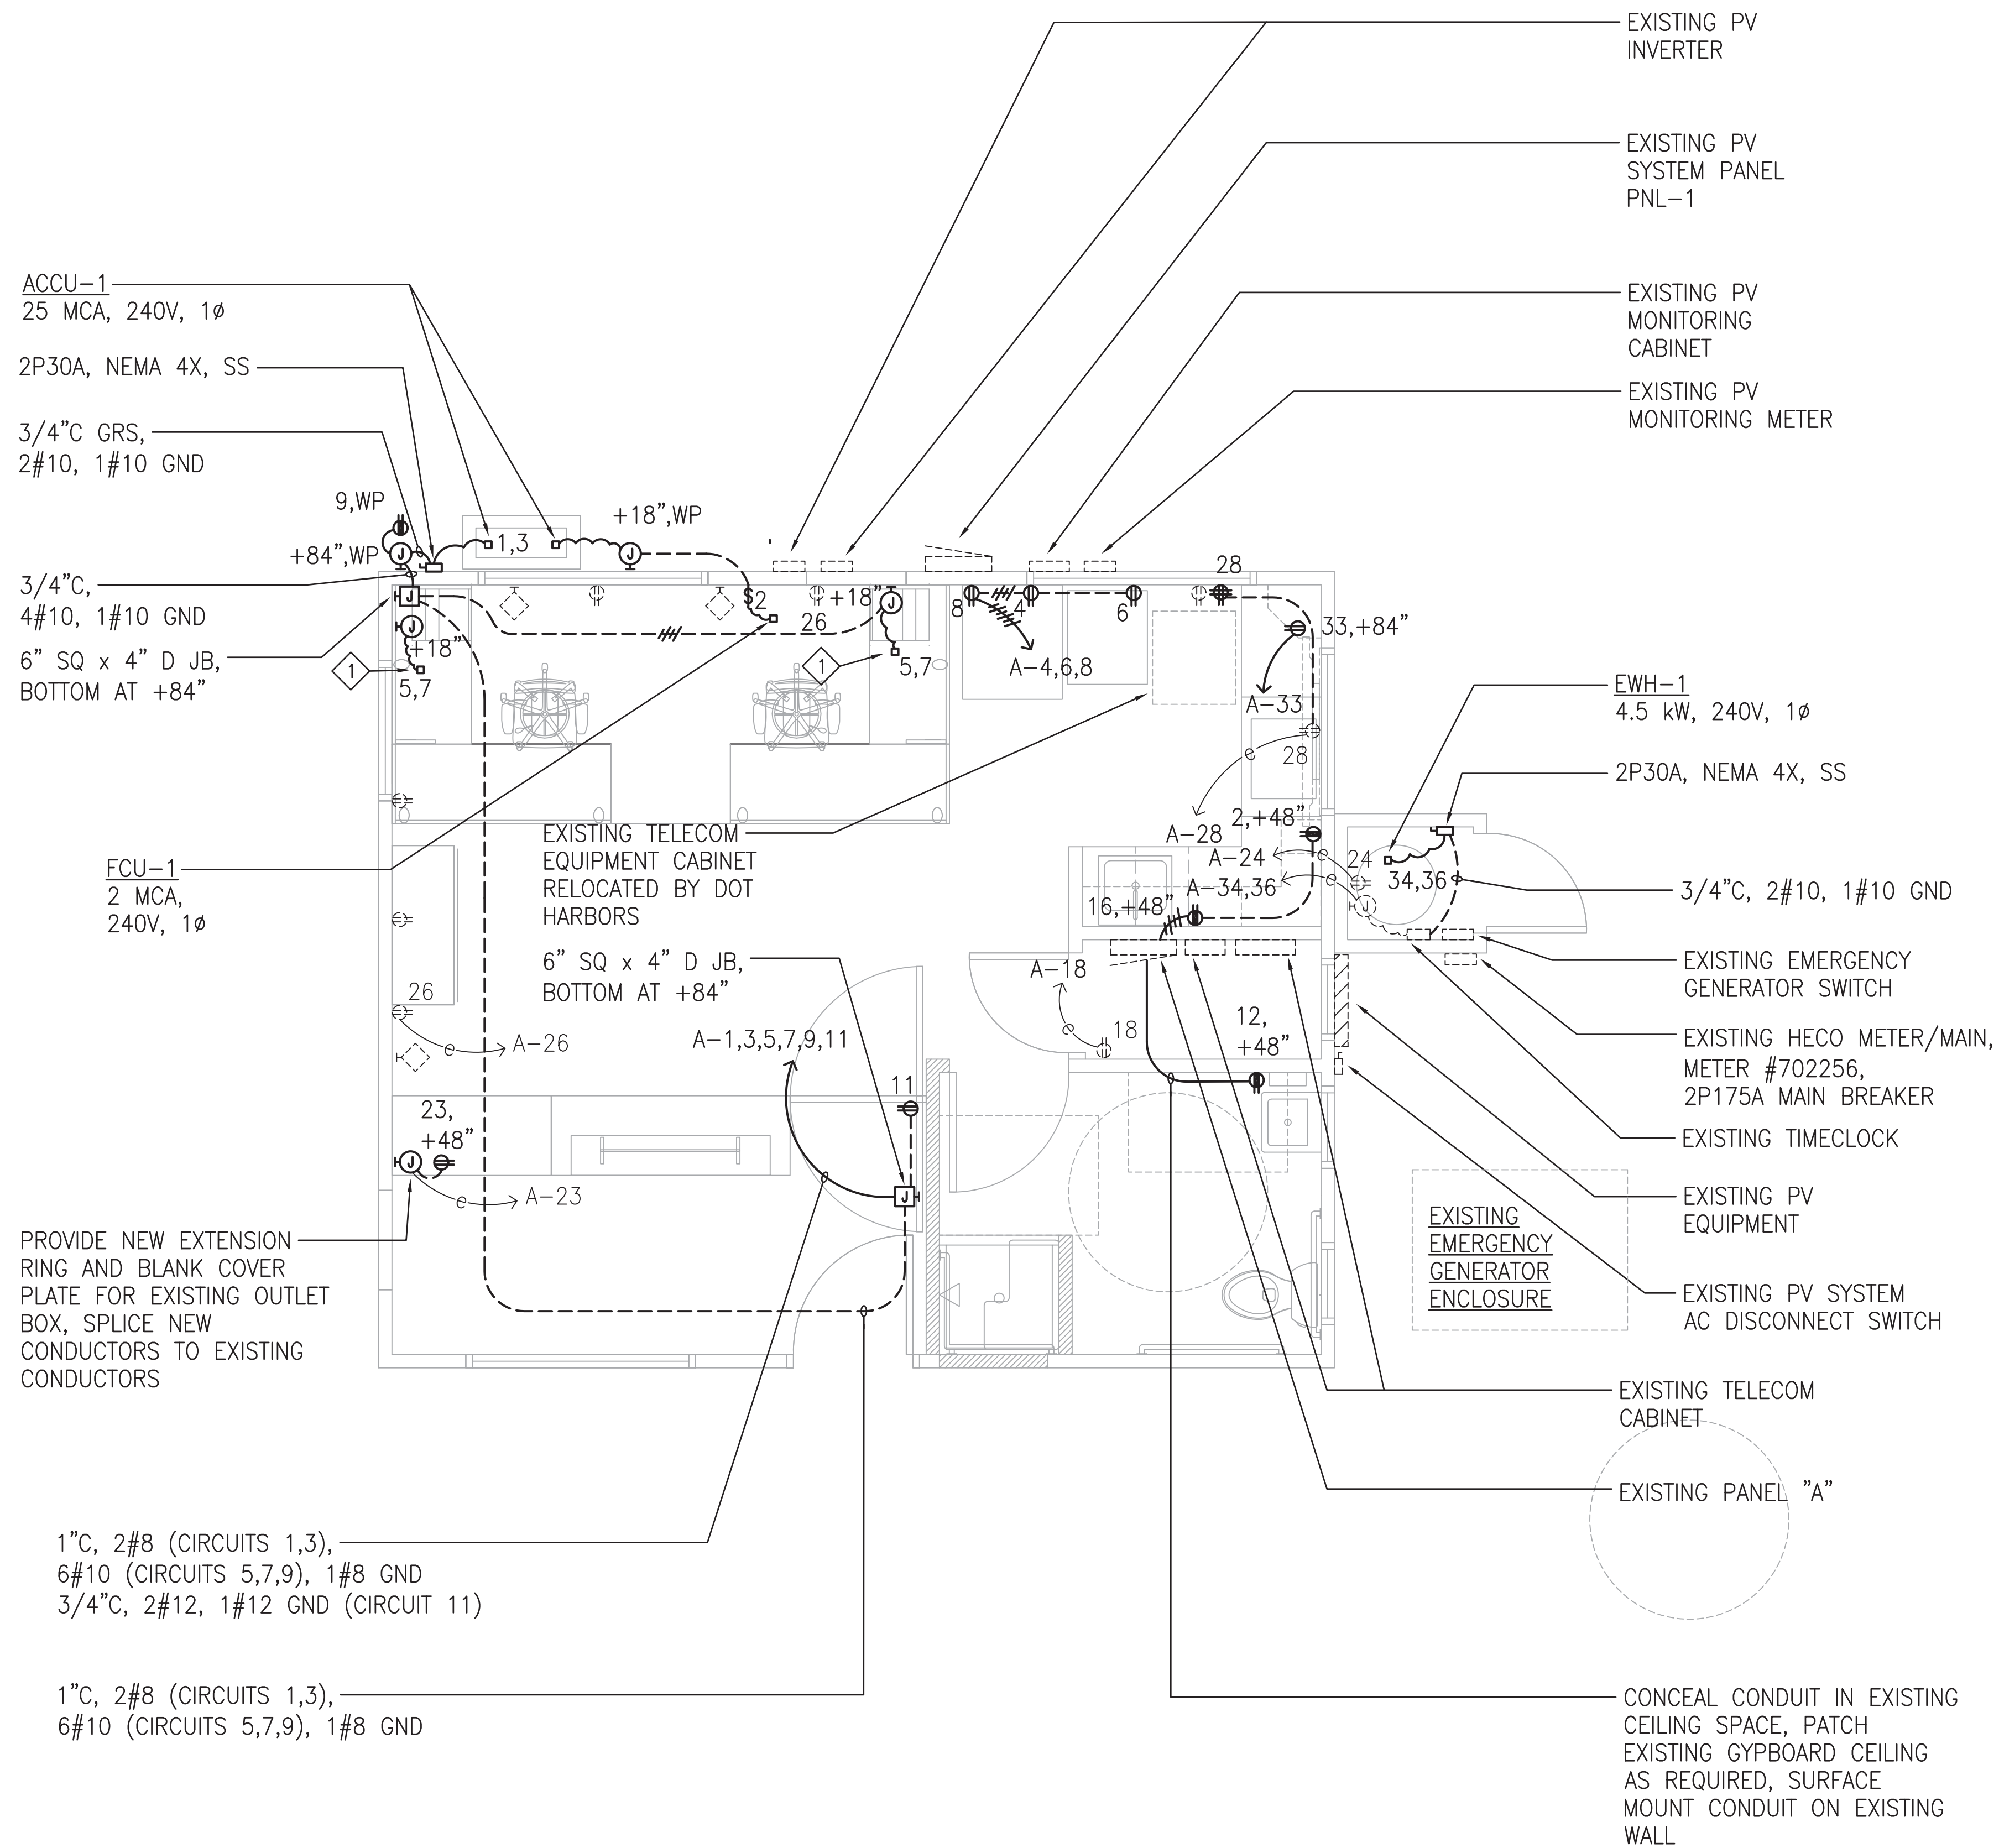 EXISTING PV
INVERTER
EXISTING PV
SYSTEM PANEL
PNL-1
EXISTING PV
MONITORING
CABINET
EXISTING PV
MONITORING METER
ACCU-1
25 MCA, 240V, 1ø
2P30A, NEMA 4X, SS
3/4"C GRS,
2#10, 1#10 GND
9,WP
+84",WP
1,3
+18",WP
3/4"C,
4#10, 1#10 GND
6" SQ x 4" D JB,
BOTTOM AT +84"
J
J
J
J
J
+18"
1
5,7
$2
26
+18"
1
5,7
8
4
6
28
A-4,6,8
33,+84"
A-33
28
A-28
2,+48"
A-24
24
A-34,36
34,36
16,+48"
EWH-1
4.5 kW, 240V, 1ø
2P30A, NEMA 4X, SS
3/4"C, 2#10, 1#10 GND
FCU-1
2 MCA,
240V, 1ø
EXISTING TELECOM
EQUIPMENT CABINET
RELOCATED BY DOT
HARBORS
6" SQ x 4" D JB,
BOTTOM AT +84"
e
e
e
J
A-18
e
18
12,
+48"
26
e
A-26
A-1,3,5,7,9,11
11
23,
+48"
J
e
A-23
J
EXISTING EMERGENCY
GENERATOR SWITCH
EXISTING HECO METER/MAIN,
METER #702256,
2P175A MAIN BREAKER
EXISTING TIMECLOCK
EXISTING PV
EQUIPMENT
EXISTING
EMERGENCY
GENERATOR
ENCLOSURE
EXISTING PV SYSTEM
AC DISCONNECT SWITCH
EXISTING TELECOM
CABINET
EXISTING PANEL "A"
PROVIDE NEW EXTENSION
RING AND BLANK COVER
PLATE FOR EXISTING OUTLET
BOX, SPLICE NEW
CONDUCTORS TO EXISTING
CONDUCTORS
1"C, 2#8 (CIRCUITS 1,3),
6#10 (CIRCUITS 5,7,9), 1#8 GND
3/4"C, 2#12, 1#12 GND (CIRCUIT 11)
1"C, 2#8 (CIRCUITS 1,3),
6#10 (CIRCUITS 5,7,9), 1#8 GND
CONCEAL CONDUIT IN EXISTING
CEILING SPACE, PATCH
EXISTING GYPBOARD CEILING
AS REQUIRED, SURFACE
MOUNT CONDUIT ON EXISTING
WALL